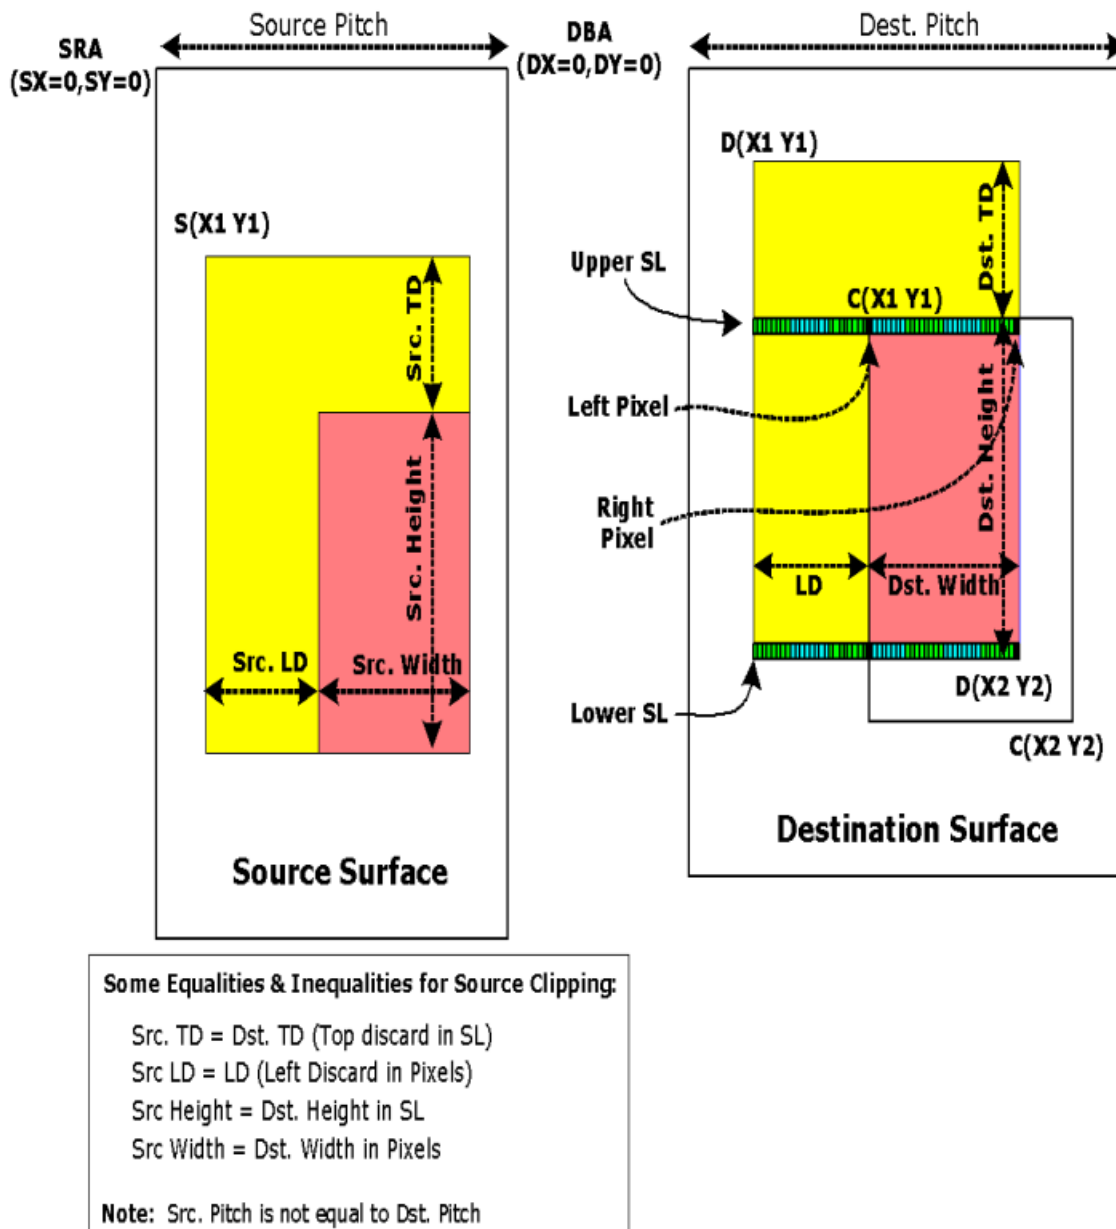 Source Pitch
SRA
(SX=0,SY=0)
DBA
(DX=0,DY=0)
Dest. Pitch
S(X1 Y1)
Src. TD
Src. Height
Src. LD
Src. Width
Source Surface
D(X1 Y1)
Dst. TD
Upper SL
C(X1 Y1)
Left Pixel
Dst. Height
Right
Pixel
LD
Dst. Width
Lower SL
D(X2 Y2)
C(X2 Y2)
Destination Surface
Some Equalities & Inequalities for Source Clipping:
Src. TD = Dst. TD (Top discard in SL)
Src LD = LD (Left Discard in Pixels)
Src Height = Dst. Height in SL
Src Width = Dst. Width in Pixels
Note: Src. Pitch is not equal to Dst. Pitch